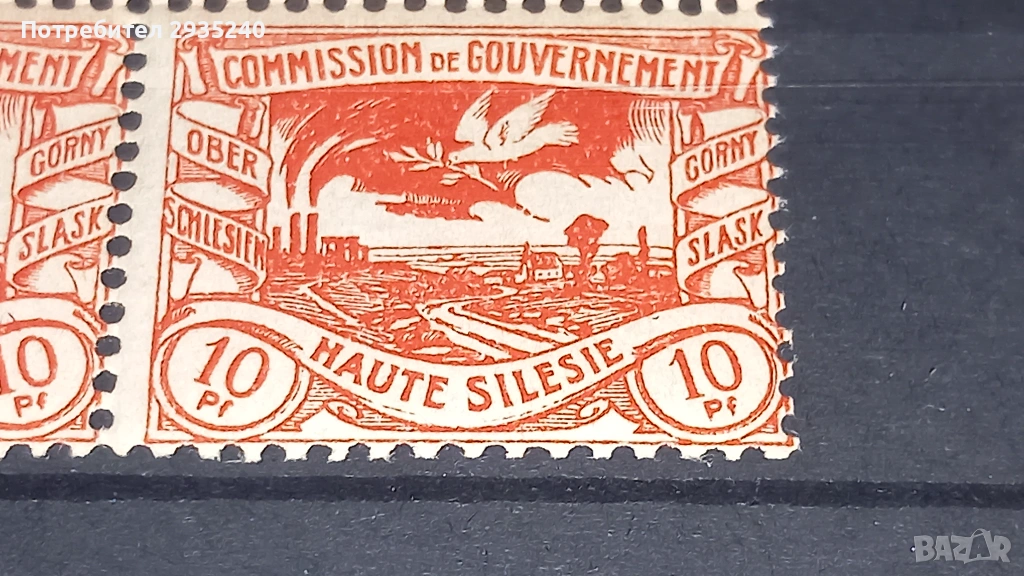 Потребител 2935240
MENT
GORNY
SLASK
10
Pf
COMMISSION DE GOUVERNEMENT
OBER
SCHLESIEN
GORNY
SLASK
HAUTE SILESIE
10
Pf
10
Pf
BAZAR